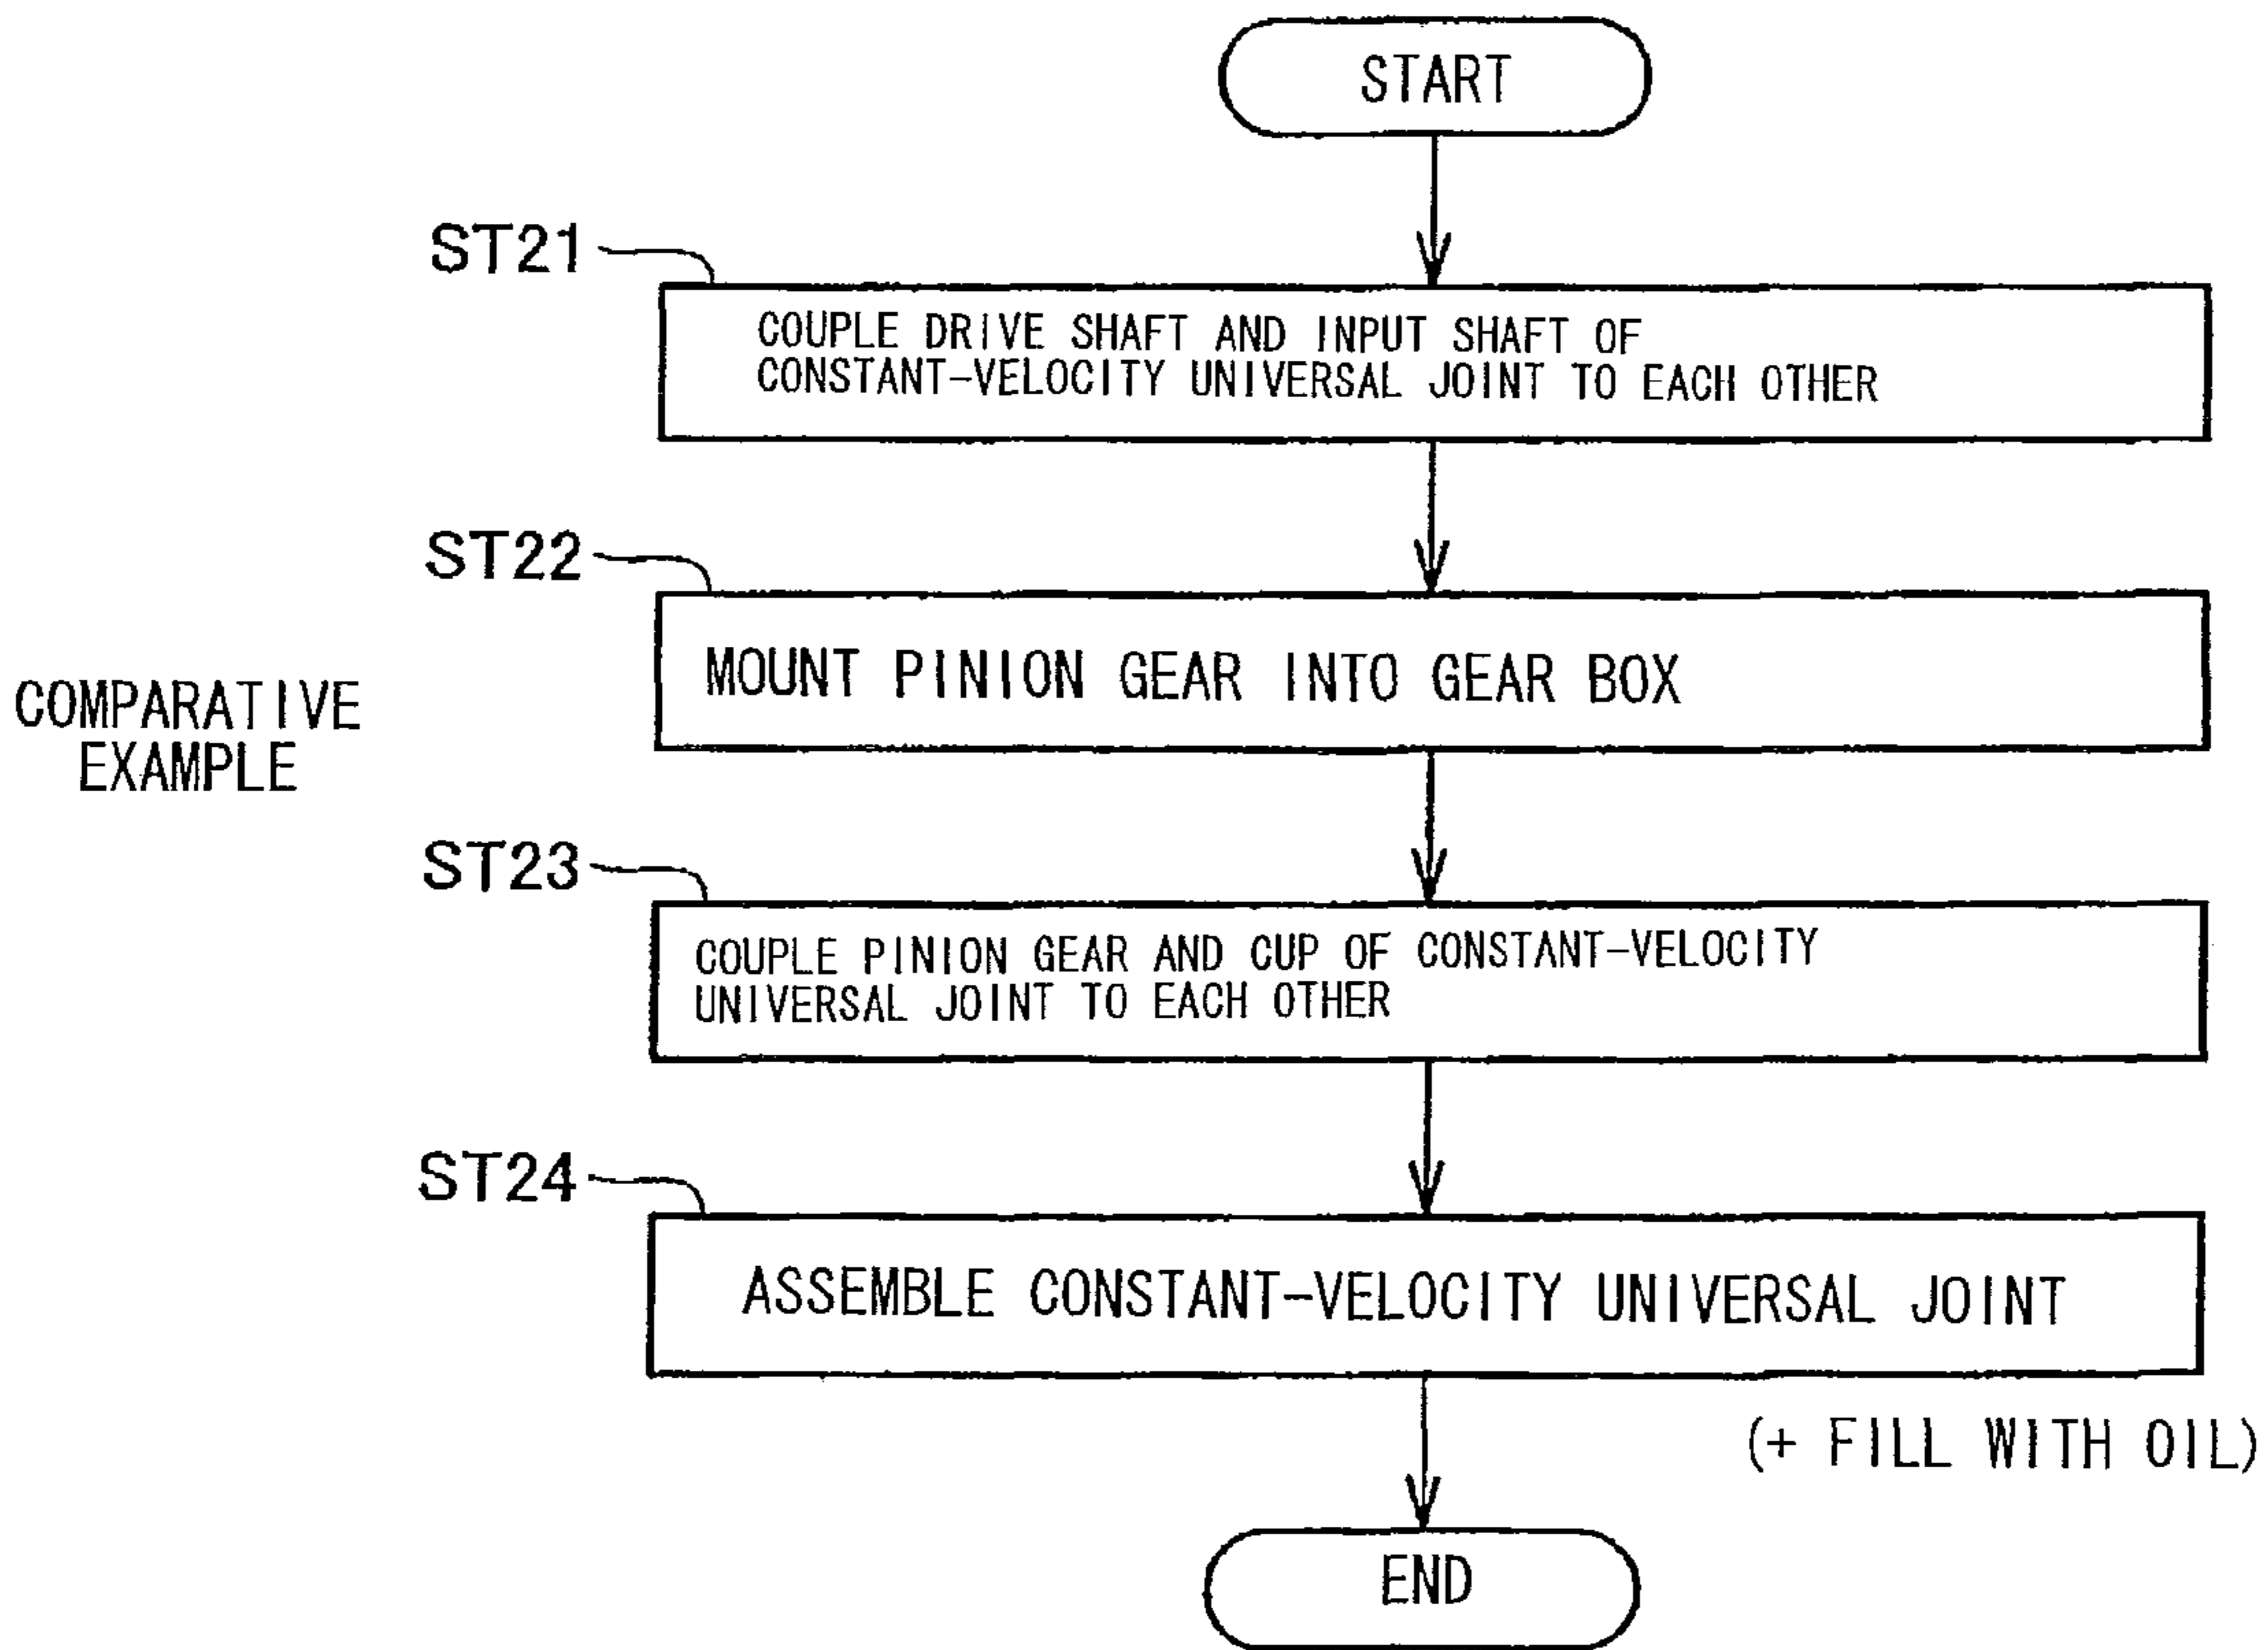 START
ST21
COUPLE DRIVE SHAFT AND INPUT SHAFT OF
CONSTANT-VELOCITY UNIVERSAL JOINT TO EACH OTHER
ST22
MOUNT PINION GEAR INTO GEAR BOX
COMPARATIVE
EXAMPLE
ST23
COUPLE PINION GEAR AND CUP OF CONSTANT-VELOCITY
UNIVERSAL JOINT TO EACH OTHER
ST24
ASSEMBLE CONSTANT-VELOCITY UNIVERSAL JOINT
(+ FILL WITH OIL)
END